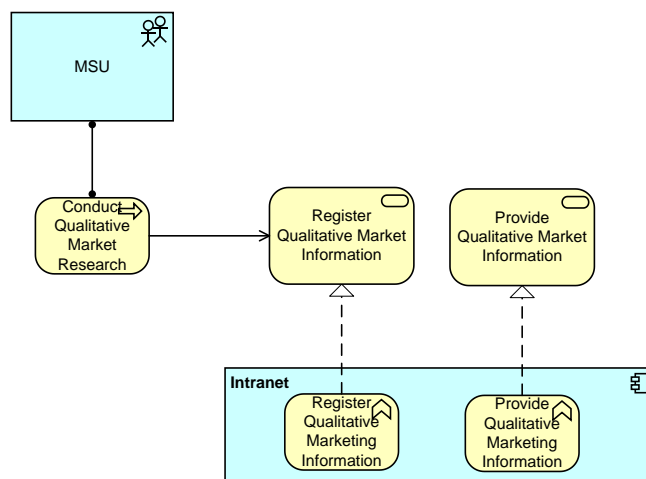 MSU
Conduct
Qualitative
Market
Research
Register
Qualitative Market
Information
Provide
Qualitative Market
Information
Intranet
Register
Qualitative
Marketing
Information
Provide
Qualitative
Marketing
Information